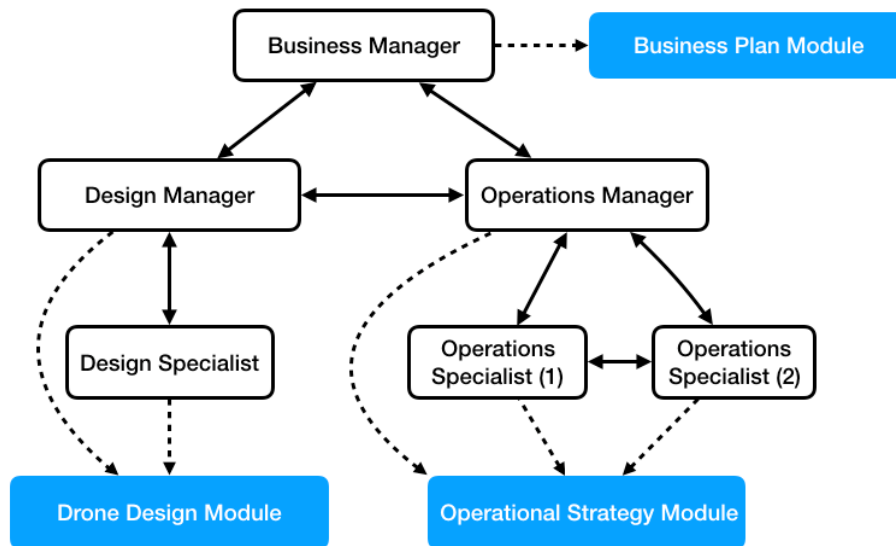 Business Manager
Business Plan Module
Design Manager
Operations Manager
Design Specialist
Operations
Specialist (1)
Operations
Specialist (2)
Drone Design Module
Operational Strategy Module